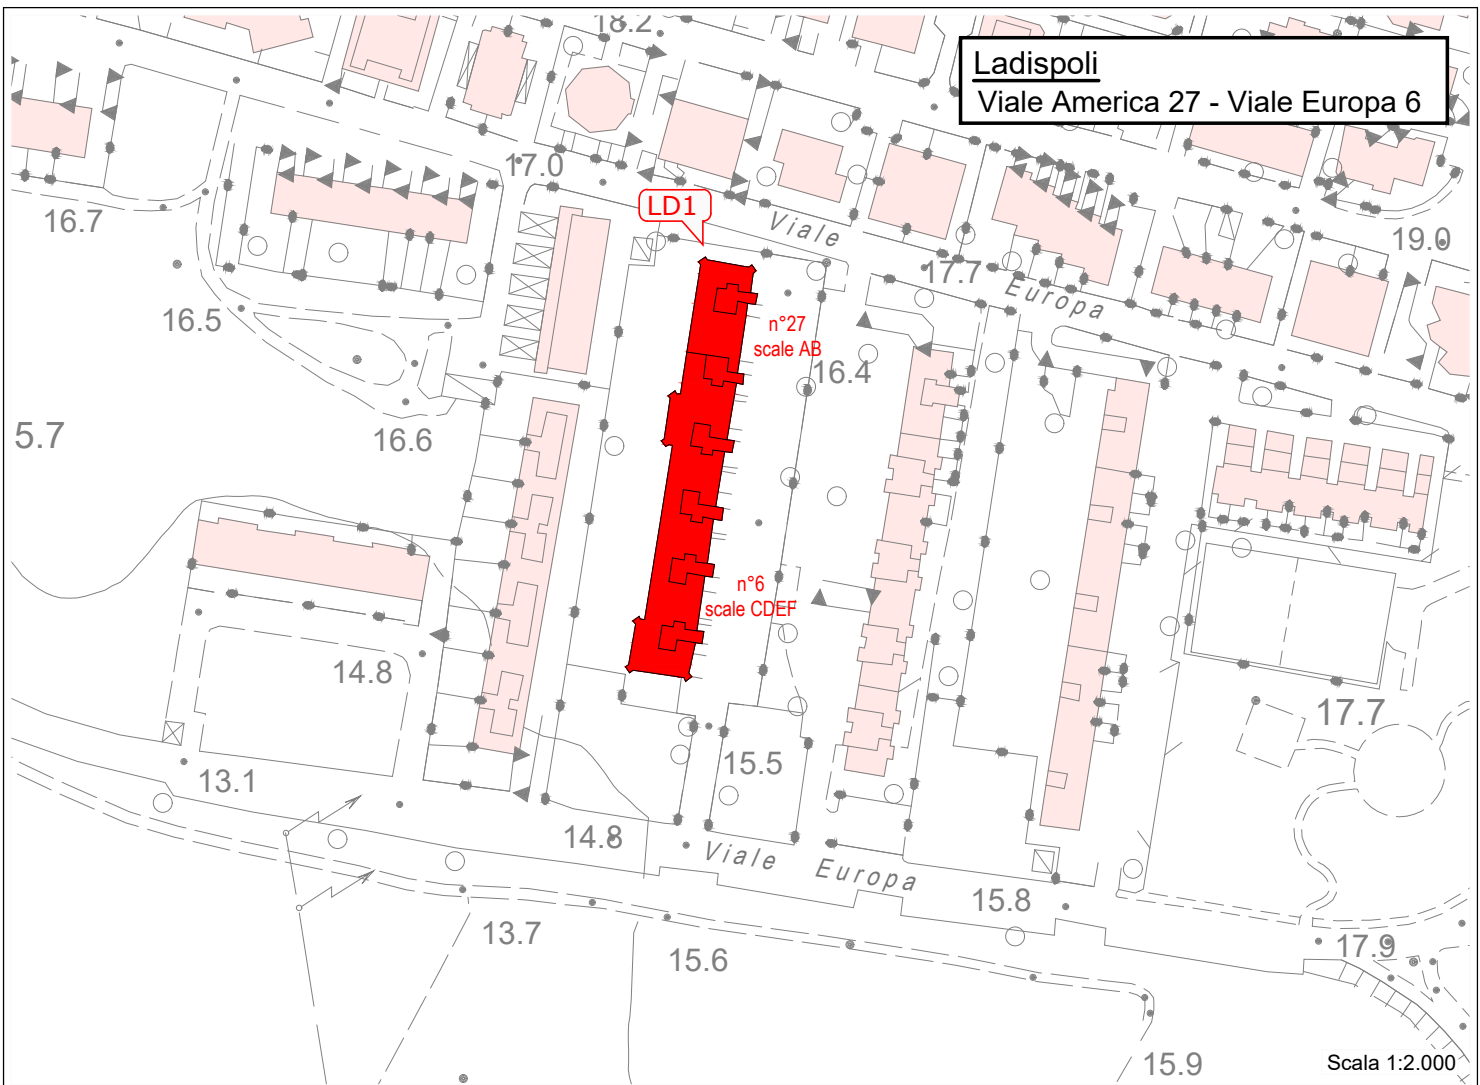 18.2
Ladispoli
Viale America 27 - Viale Europa 6
17.0
16.7
LD1
Viale
19.0
17.7
Europa
16.5
n°27
scale AB
16.4
16.6
5.7
n°6
scale CDEF
14.8
17.7
15.5
13.1
14.8
Viale Europa
15.8
13.7
15.6
17.9
15.9
Scala 1:2.000